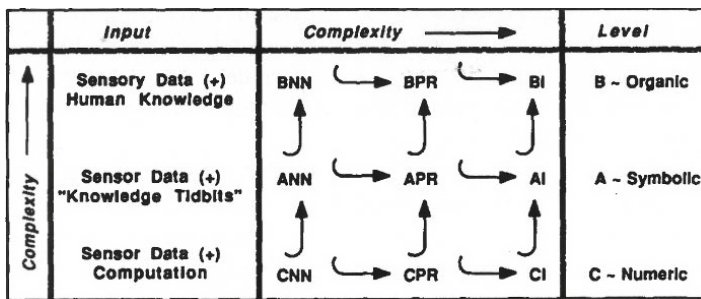 Input Complexity Level
Sensory Data (+)
Human Knowledge
BNN BPR BI B ~ Organic
Complexity
Sensor Data (+)
"Knowledge Tidbits"
ANN APR AI A ~ Symbolic
Sensor Data (+)
Computation
CNN CPR CI C ~ Numeric